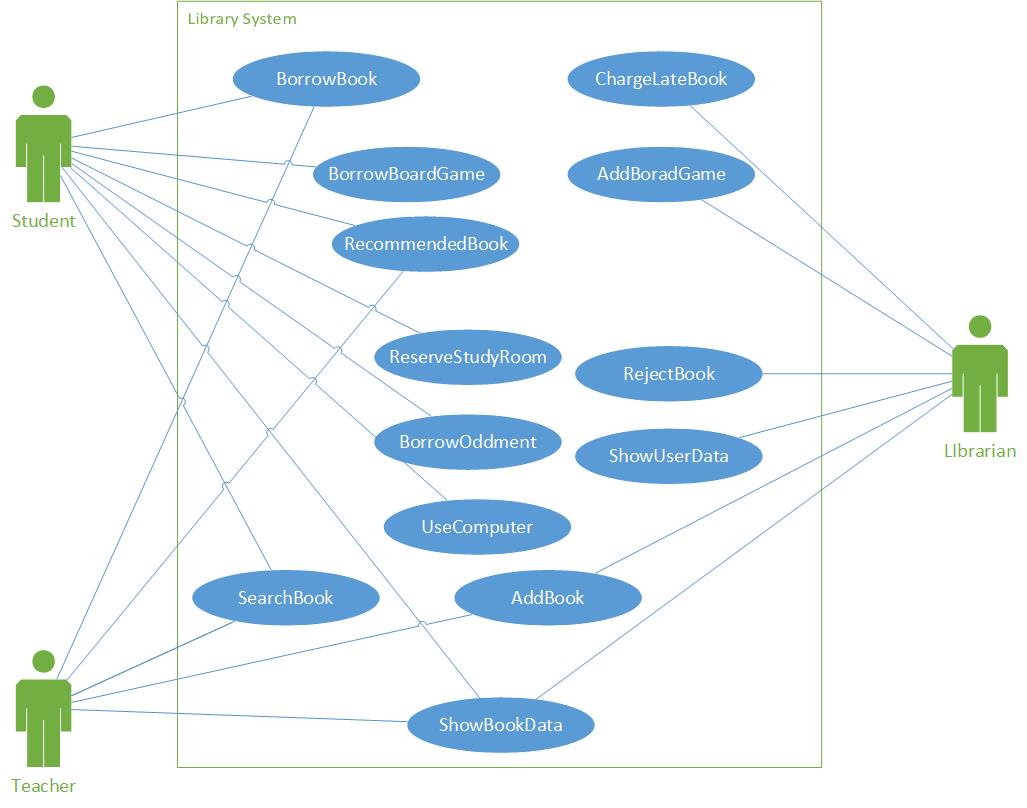 Library System
BorrowBook
ChargeLateBook
BorrowBoardGame
AddBoradGame
Student
RecommendedBook
ReserveStudyRoom
RejectBook
BorrowOddment
ShowUserData
LIbrarian
UseComputer
SearchBook
AddBook
ShowBookData
Teacher